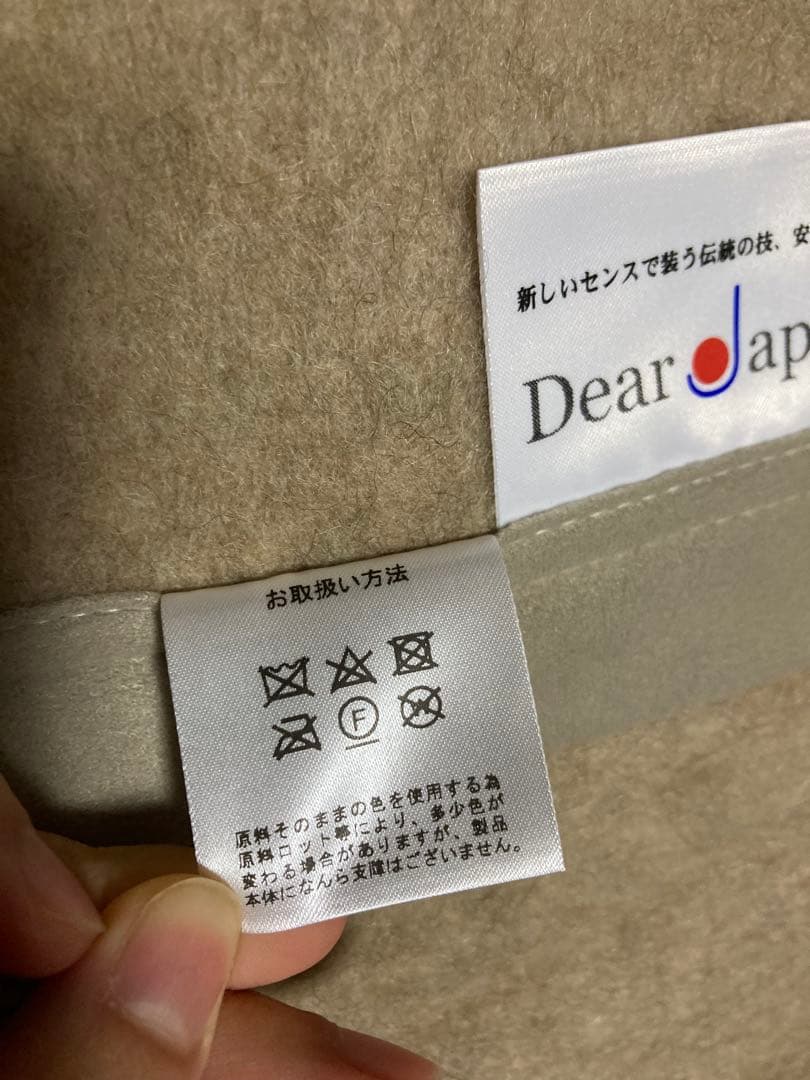 新しいセンスで装う伝統の技、安
Dear Jap
お取扱い方法
F
W
原料そのままの色を使用する為
原料ロット等により、多少色が
変わる場合がありますが、製品
本体になんら支障はございません。